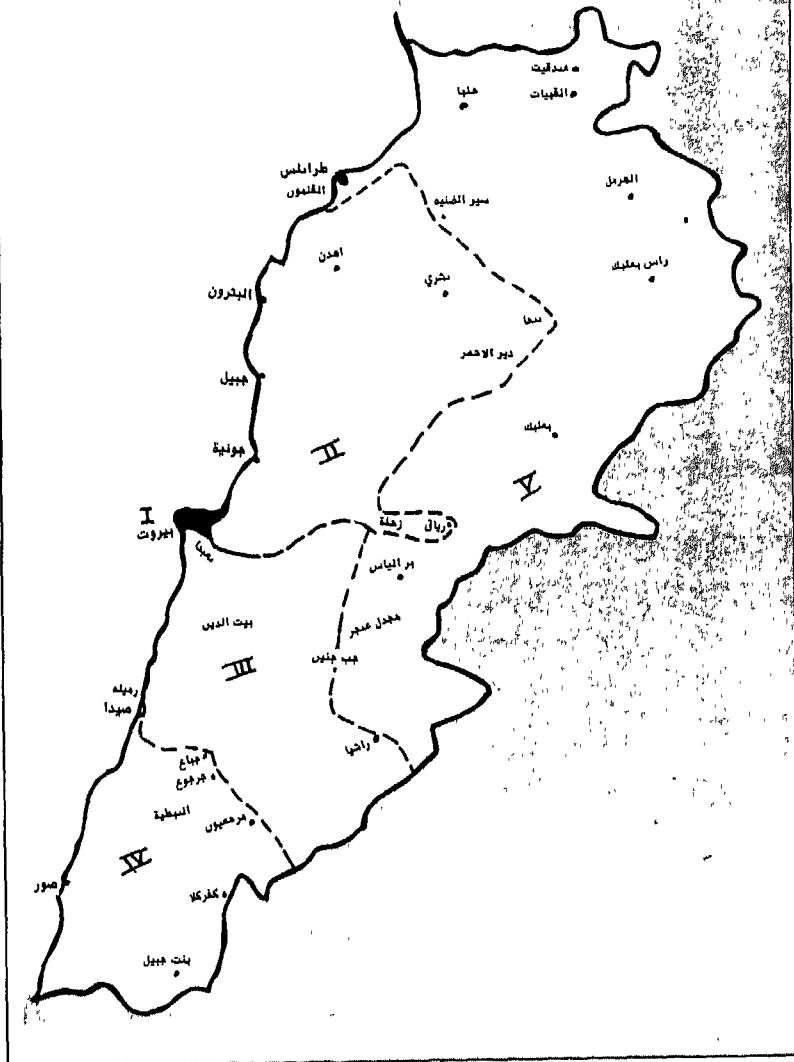 عندقيت
القبيات
حلبا
طرابلس
القلمون
الهرمل
سير الضنيه
اهدن
بشري
راس بعلبك
البترون
دير الاحمر
جبيل
بعلبك
جونية
II
V
I
بيروت
زحلة
رياق
بعبدا
بر الياس
بيت الدين
مجدل عنجر
III
جب جنين
رميله
صيدا
راشيا
جباع
جرجوع
النبطية
مرجعيون
IV
صور
كفركلا
بنت جبيل